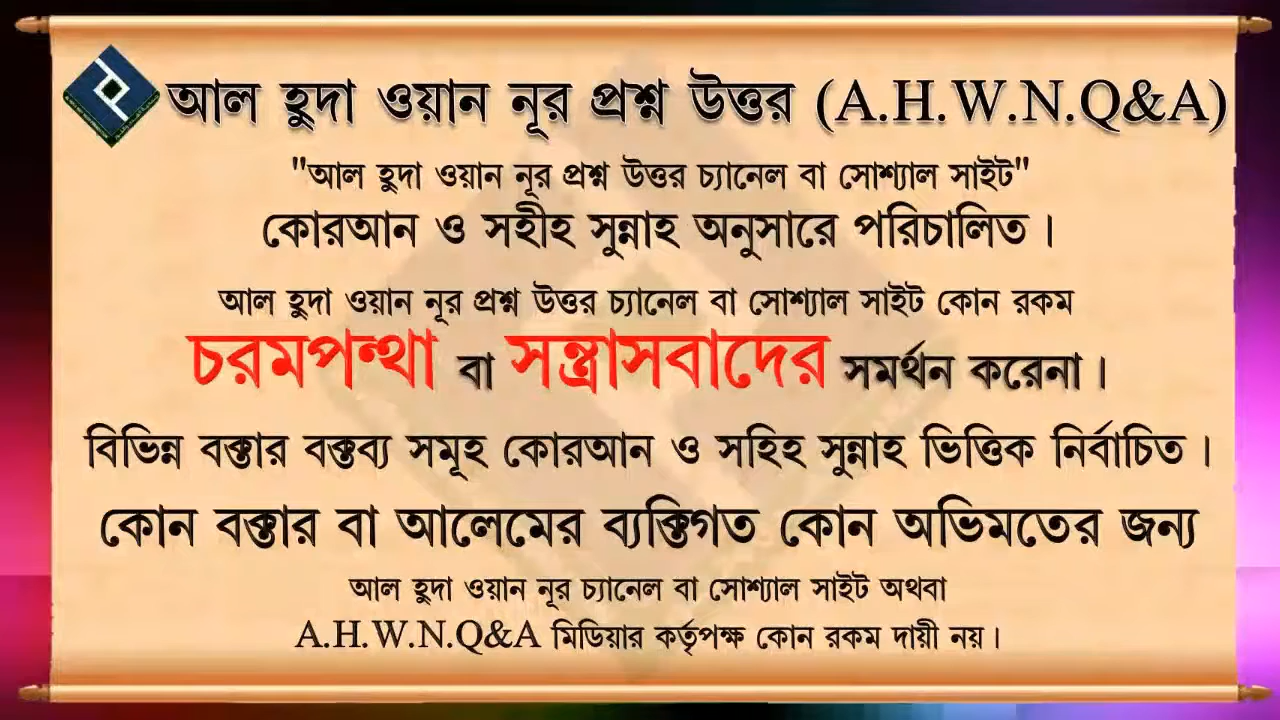 আল হুদা ওয়ান নূর প্রশ্ন উত্তর (A.H.W.N.Q&A)
"আল হুদা ওয়ান নূর প্রশ্ন উত্তর চ্যানেল বা সোশ্যাল সাইট"
কোরআন ও সহীহ সুন্নাহ অনুসারে পরিচালিত।
আল হুদা ওয়ান নূর প্রশ্ন উত্তর চ্যানেল বা সোশ্যাল সাইট কোন রকম
চরমপন্থা বা সন্ত্রাসবাদের সমর্থন করেনা।
বিভিন্ন বক্তার বক্তব্য সমূহ কোরআন ও সহিহ সুন্নাহ ভিত্তিক নির্বাচিত।
কোন বক্তার বা আলেমের ব্যক্তিগত কোন অভিমতের জন্য
আল হুদা ওয়ান নূর চ্যানেল বা সোশ্যাল সাইট অথবা
A.H.W.N.Q&A মিডিয়ার কর্তৃপক্ষ কোন রকম দায়ী নয়।